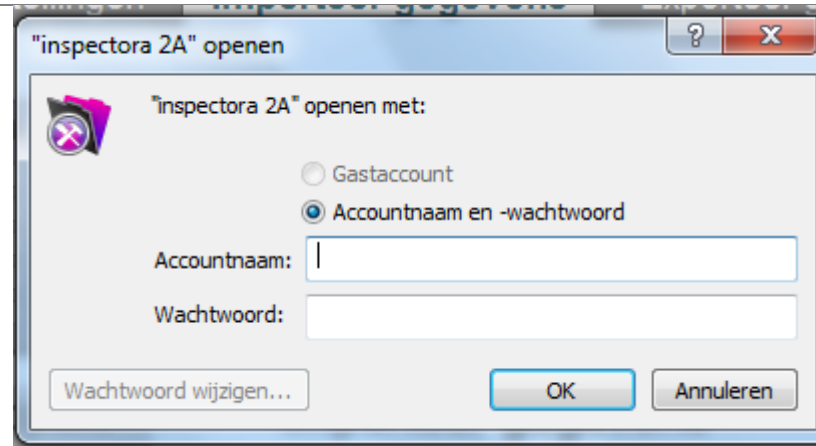 "inspectora 2A" openen
"inspectora 2A" openen met:
Gastaccount
Accountnaam en -wachtwoord
Accountnaam:
Wachtwoord:
Wachtwoord wijzigen...
OK
Annuleren